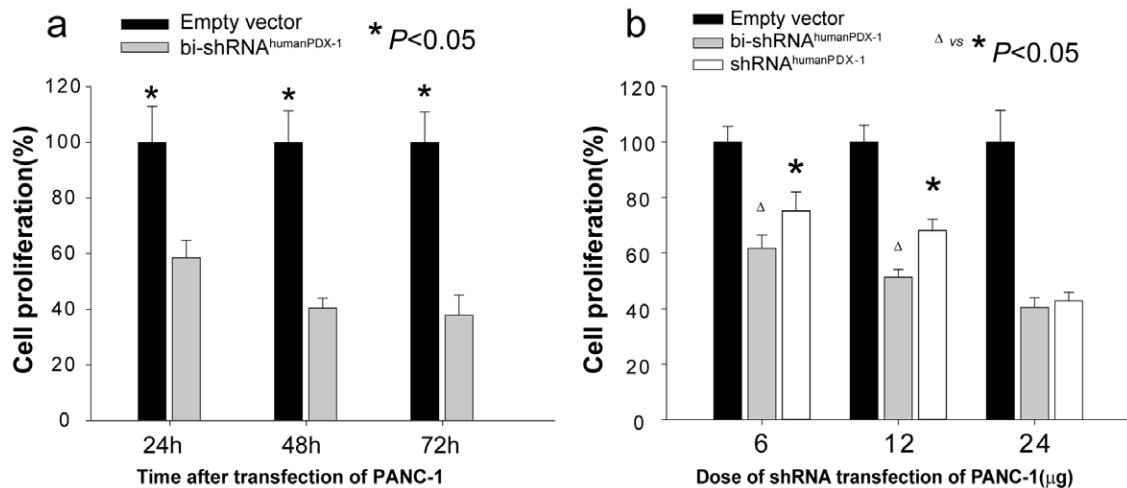 a
Empty vector
bi-shRNAhumanPDX-1
* P<0.05
Cell proliferation(%)
120
100
80
60
40
20
0
* * *
24h 48h 72h
Time after transfection of PANC-1
b
Empty vector
bi-shRNAhumanPDX-1
shRNAhumanPDX-1
Δ vs * P<0.05
Cell proliferation(%)
120
100
80
60
40
20
0
Δ * Δ *
6 12 24
Dose of shRNA transfection of PANC-1(μg)